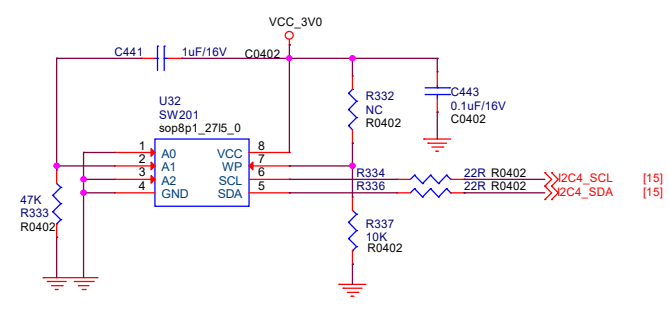 VCC_3V0
C441 1uF/16V C0402
C443
0.1uF/16V
C0402
R332
NC
R0402
U32
SW201
sop8p1_27l5_0
1 A0 VCC 8
2 A1 WP 7
3 A2 SCL 6
4 GND SDA 5
R334 22R R0402 I2C4_SCL [15]
R336 22R R0402 I2C4_SDA [15]
47K
R333
R0402
R337
10K
R0402